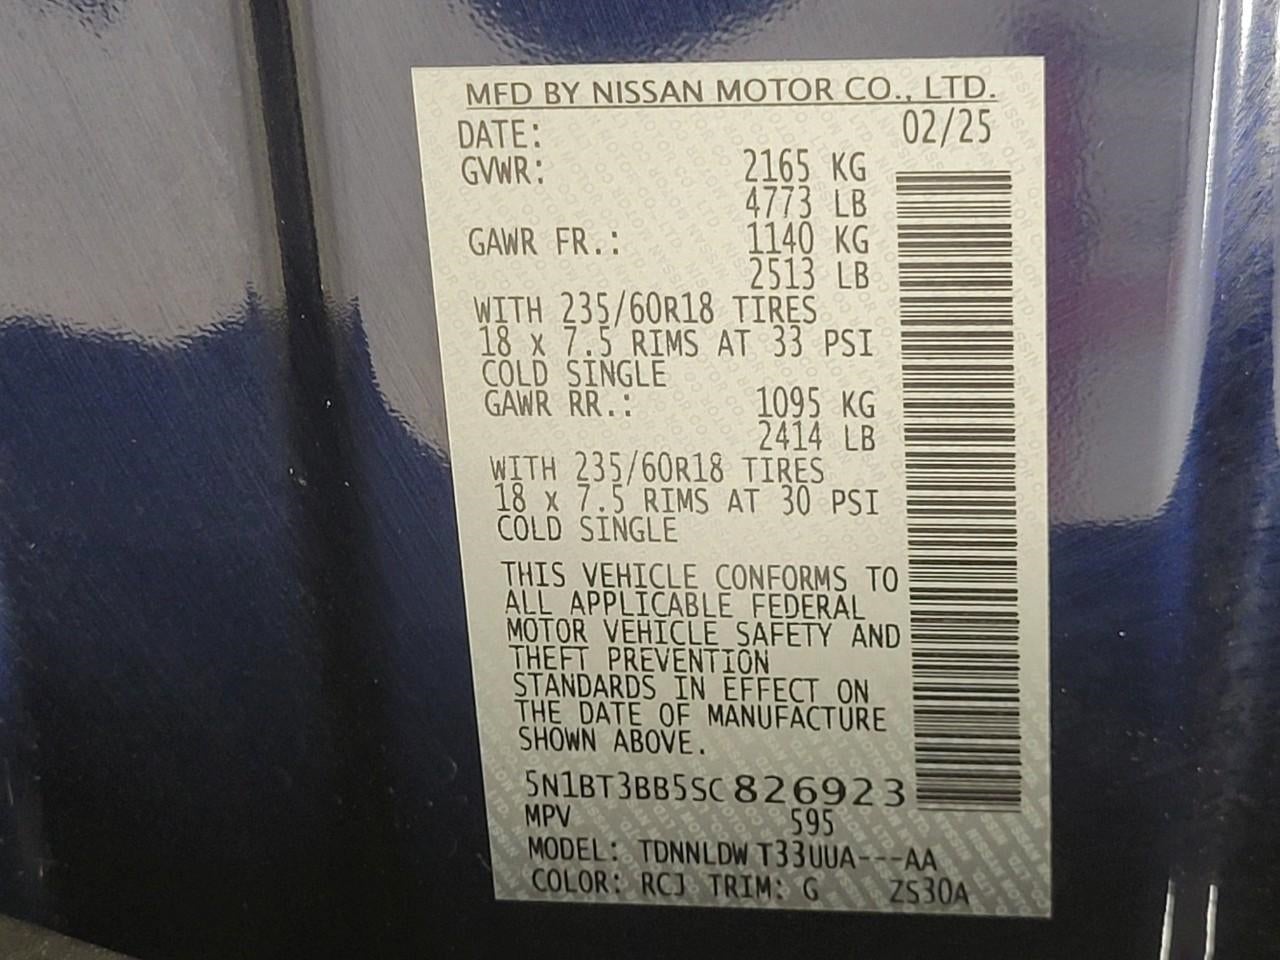 MFD BY NISSAN MOTOR CO., LTD.
DATE: 02/25
GVWR: 2165 KG
4773 LB
GAWR FR.: 1140 KG
2513 LB
WITH 235/60R18 TIRES
18 x 7.5 RIMS AT 33 PSI
COLD SINGLE
GAWR RR.: 1095 KG
2414 LB
WITH 235/60R18 TIRES
18 x 7.5 RIMS AT 30 PSI
COLD SINGLE
THIS VEHICLE CONFORMS TO
ALL APPLICABLE FEDERAL
MOTOR VEHICLE SAFETY AND
THEFT PREVENTION
STANDARDS IN EFFECT ON
THE DATE OF MANUFACTURE
SHOWN ABOVE.
5N1BT3BB5SC826923
MPV 595
MODEL: TDNNLDW T33UUA---AA
COLOR: RCJ TRIM: G ZS30A